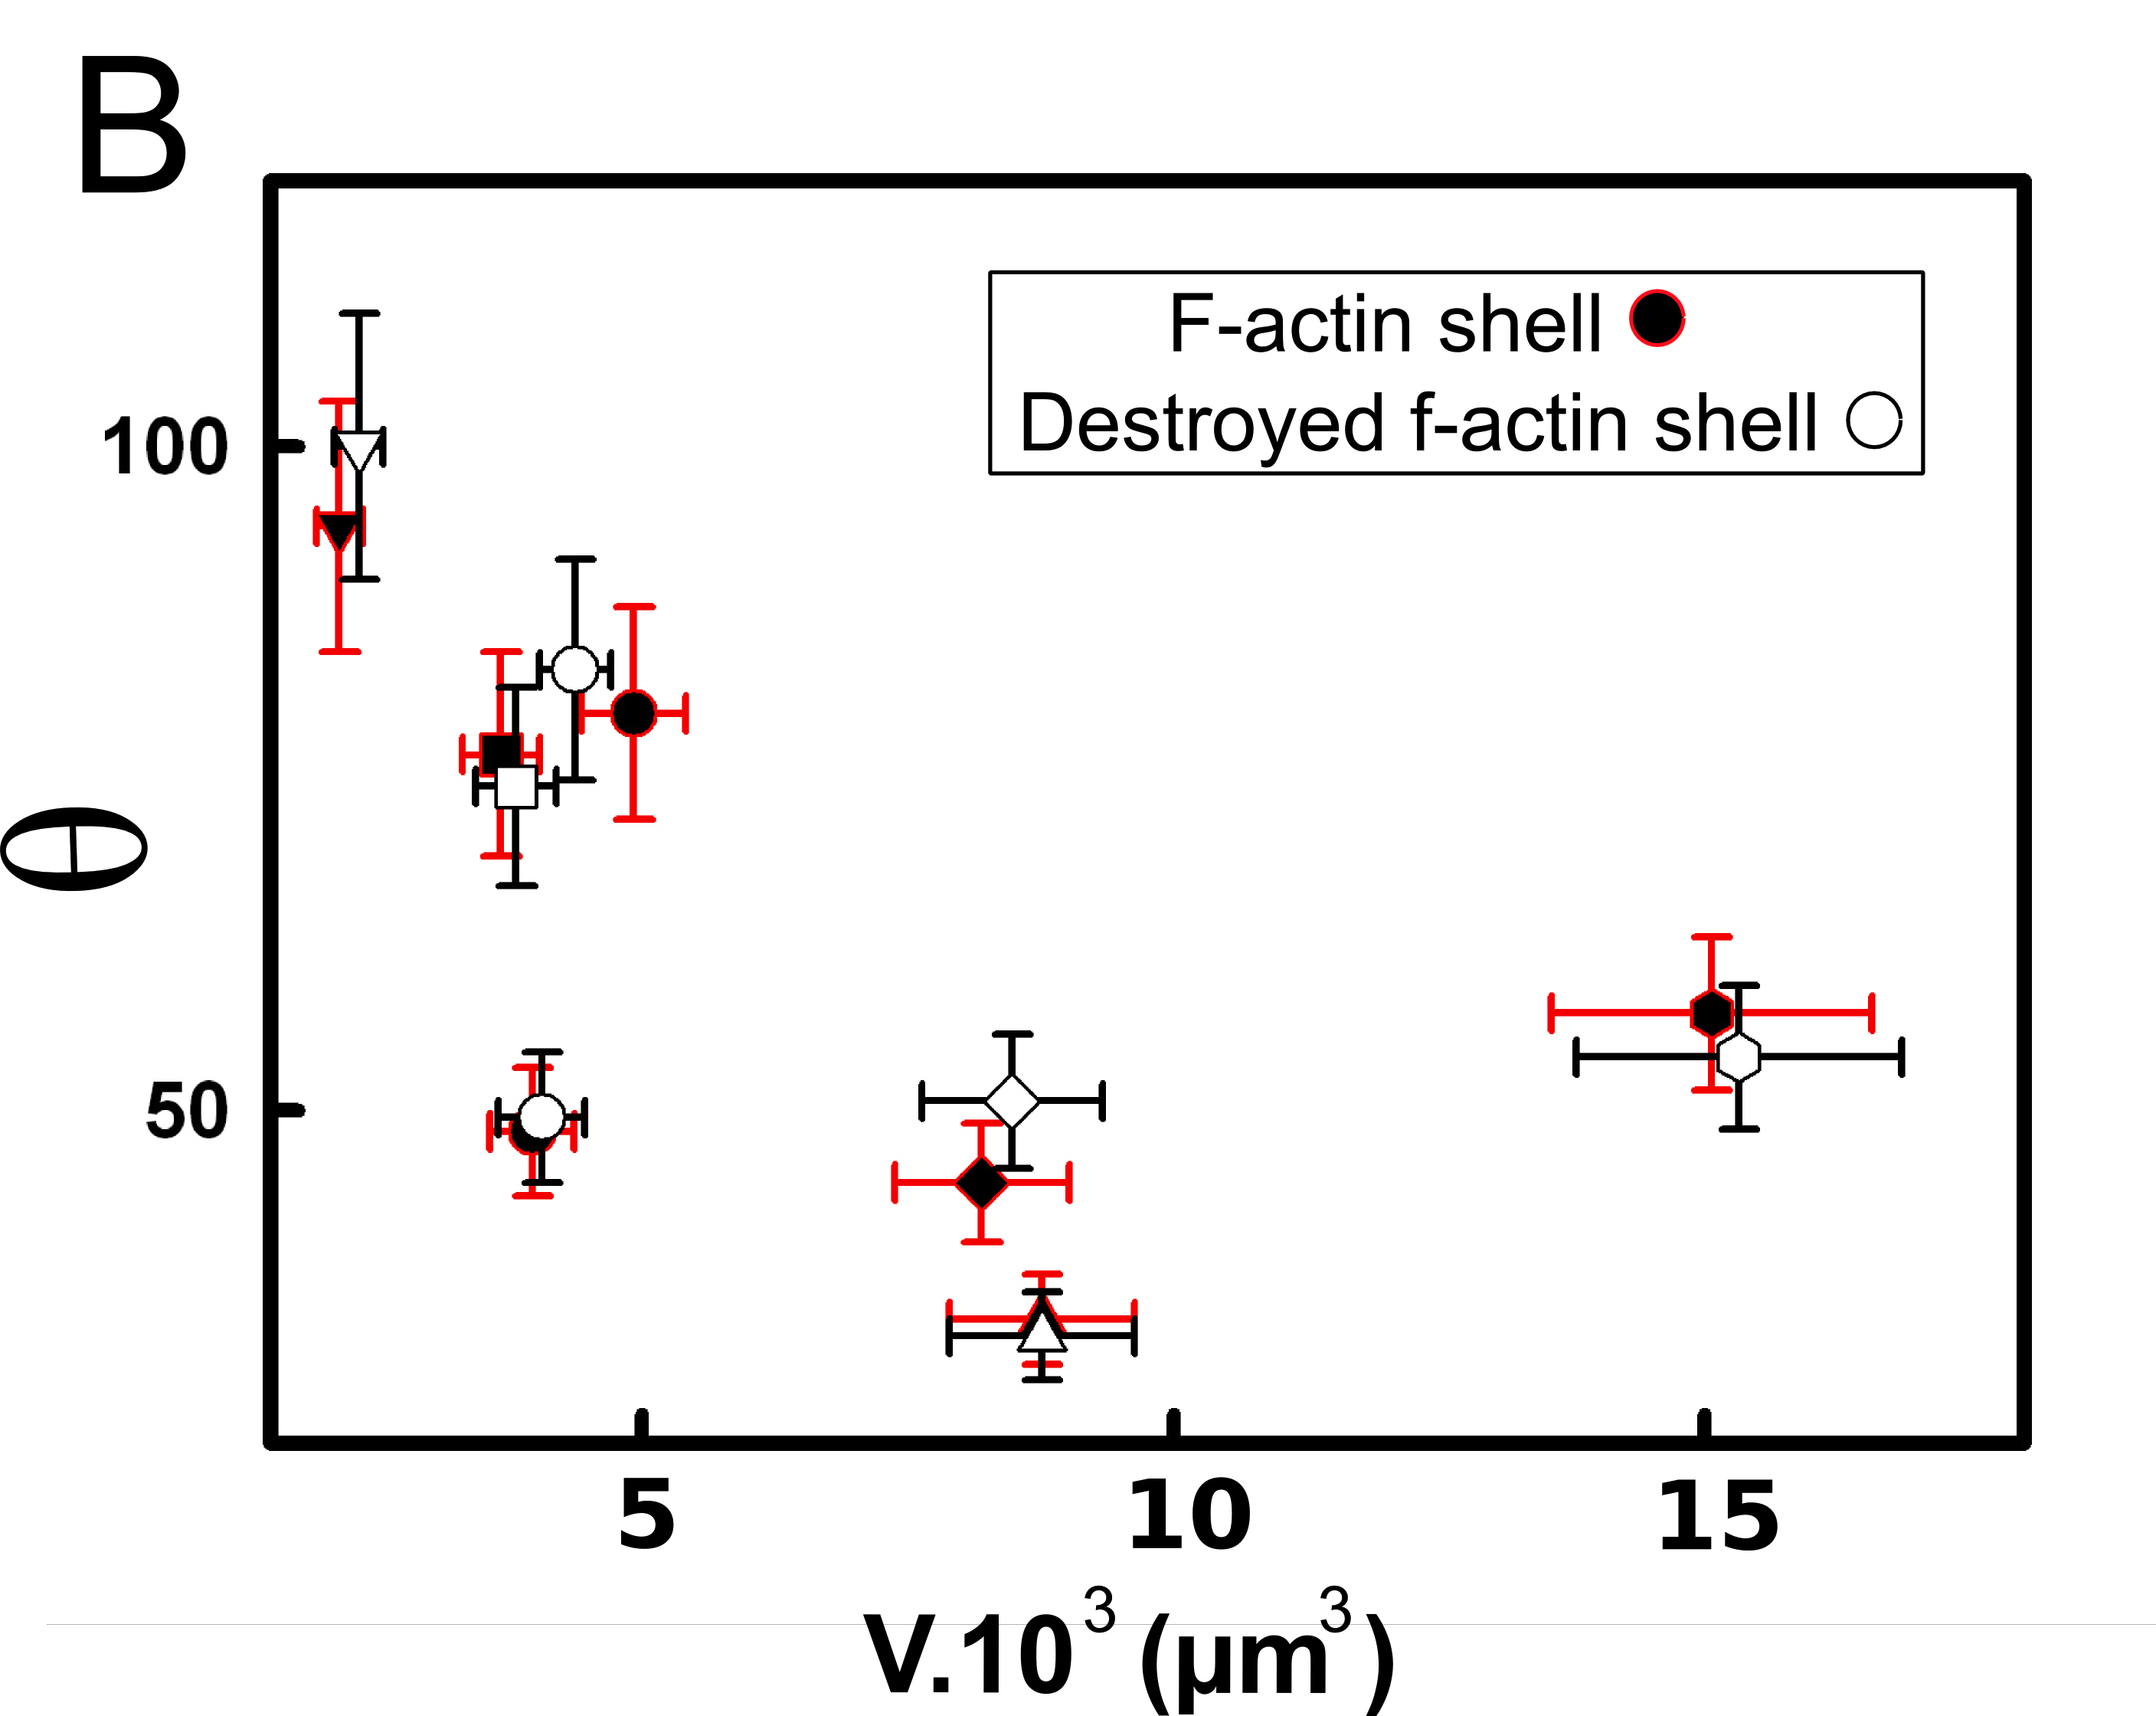 B
F-actin shell
Destroyed f-actin shell
100
50
Θ
5 10 15
V.10³ (µm³)